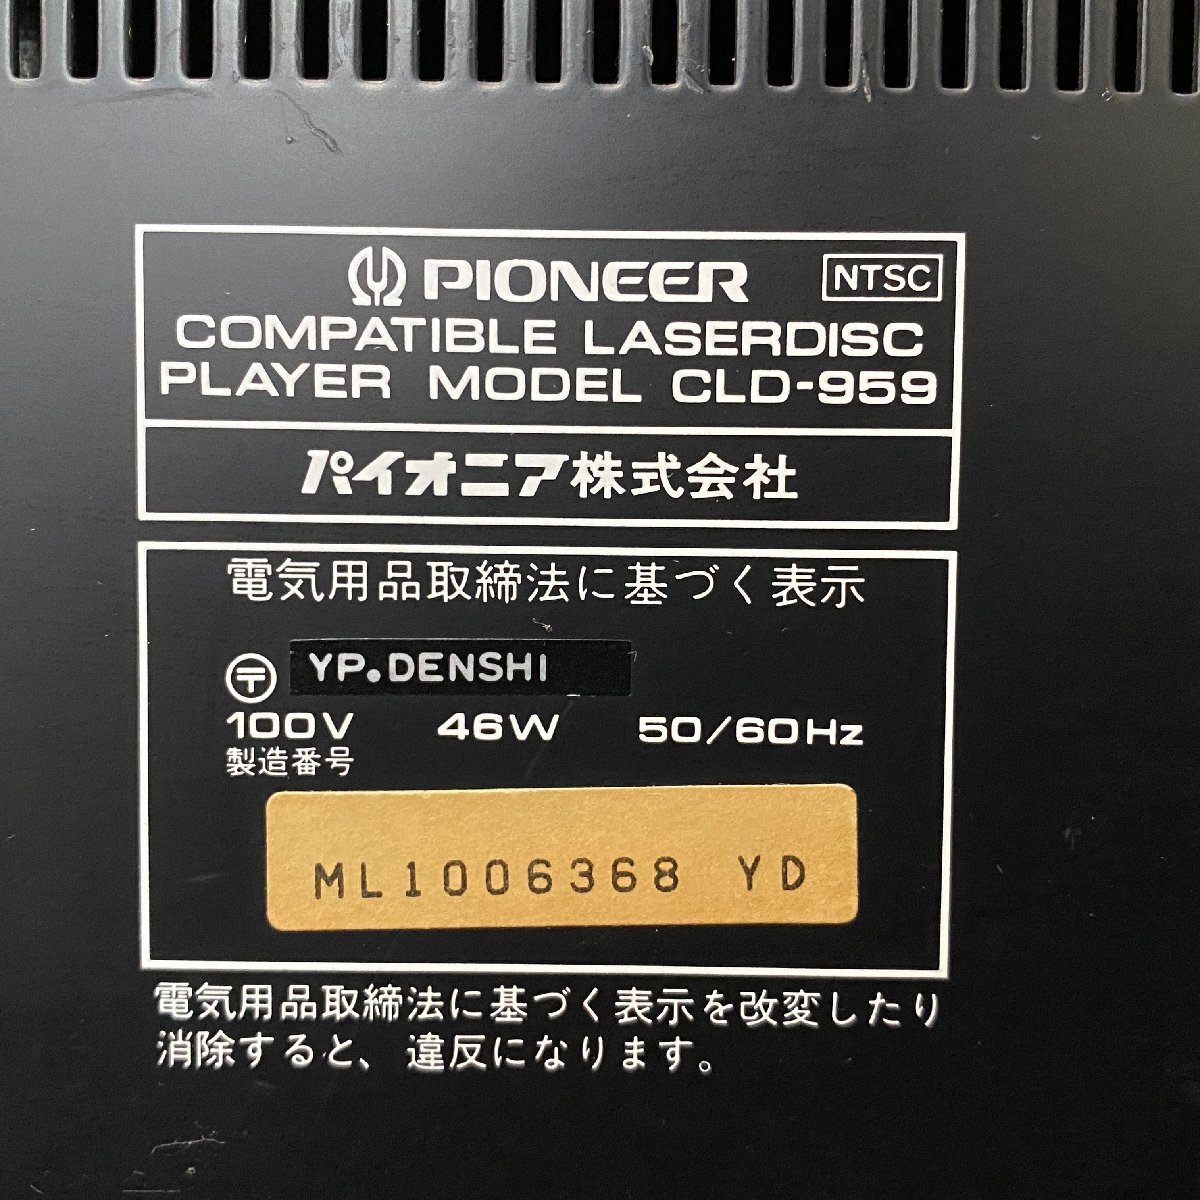 PIONEER NTSC
COMPATIBLE LASERDISC
PLAYER MODEL CLD-959
パイオニア株式会社
電気用品取締法に基づく表示
〒 YP.DENSHI
100V 46W 50/60Hz
製造番号
ML1006368 YD
電気用品取締法に基づく表示を改変したり
消除すると、違反になります。